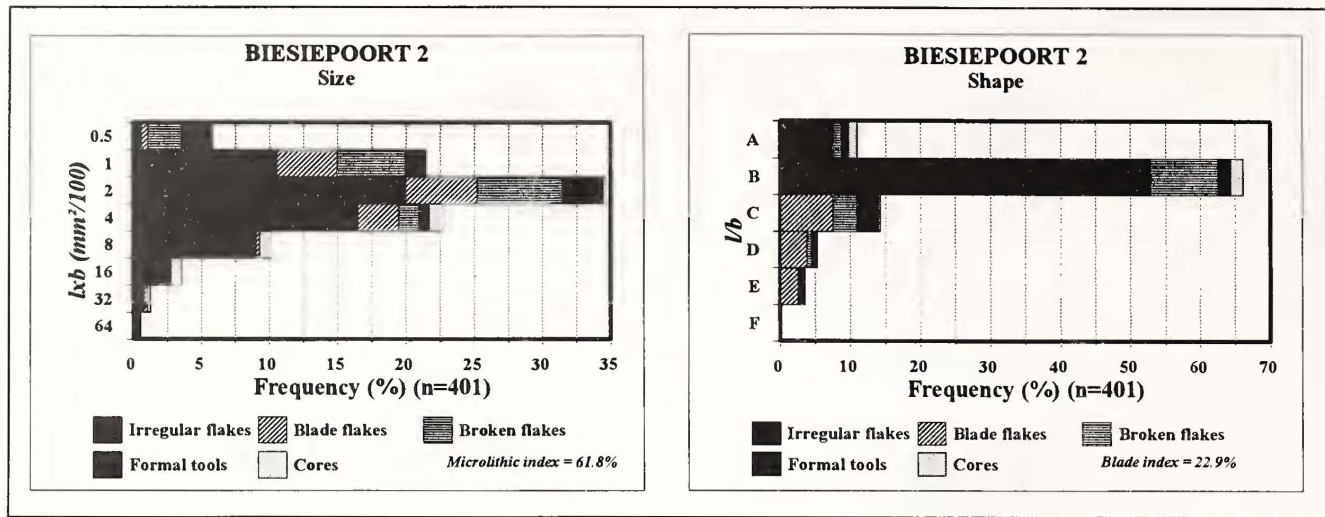 BIESIEPOORT 2
Size
lxb (mm²/100)
0.5
1
2
4
8
16
32
64
0 5 10 15 20 25 30 35
Frequency (%) (n=401)
Irregular flakes Blade flakes Broken flakes
Formal tools Cores Microlithic index = 61.8%
BIESIEPOORT 2
Shape
l/b
A
B
C
D
E
F
0 10 20 30 40 50 60 70
Frequency (%) (n=401)
Irregular flakes Blade flakes Broken flakes
Formal tools Cores Blade index = 22.9%